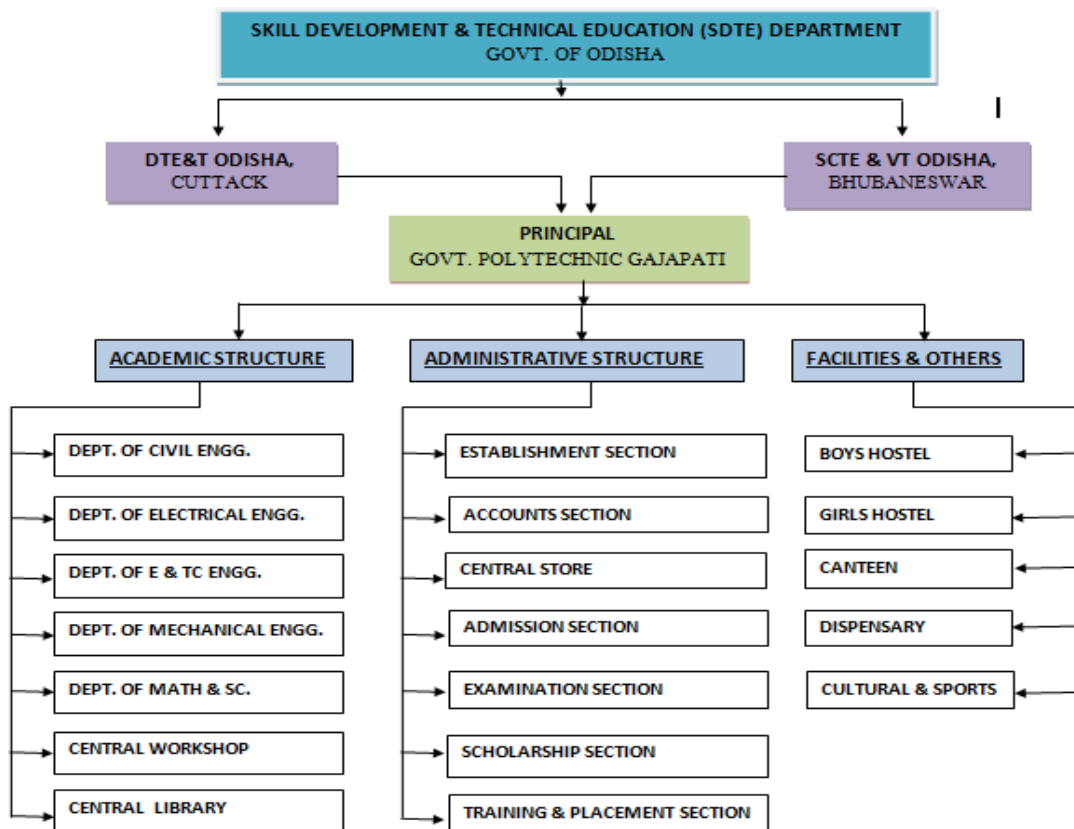 SKILL DEVELOPMENT & TECHNICAL EDUCATION (SDTE) DEPARTMENT
GOVT. OF ODISHA
DTE&T ODISHA,
CUTTACK
SCTE & VT ODISHA,
BHUBANESWAR
PRINCIPAL
GOVT. POLYTECHNIC GAJAPATI
ACADEMIC STRUCTURE
DEPT. OF CIVIL ENGG.
DEPT. OF ELECTRICAL ENGG.
DEPT. OF E & TC ENGG.
DEPT. OF MECHANICAL ENGG.
DEPT. OF MATH & SC.
CENTRAL WORKSHOP
CENTRAL LIBRARY
ADMINISTRATIVE STRUCTURE
ESTABLISHMENT SECTION
ACCOUNTS SECTION
CENTRAL STORE
ADMISSION SECTION
EXAMINATION SECTION
SCHOLARSHIP SECTION
TRAINING & PLACEMENT SECTION
FACILITIES & OTHERS
BOYS HOSTEL
GIRLS HOSTEL
CANTEEN
DISPENSARY
CULTURAL & SPORTS